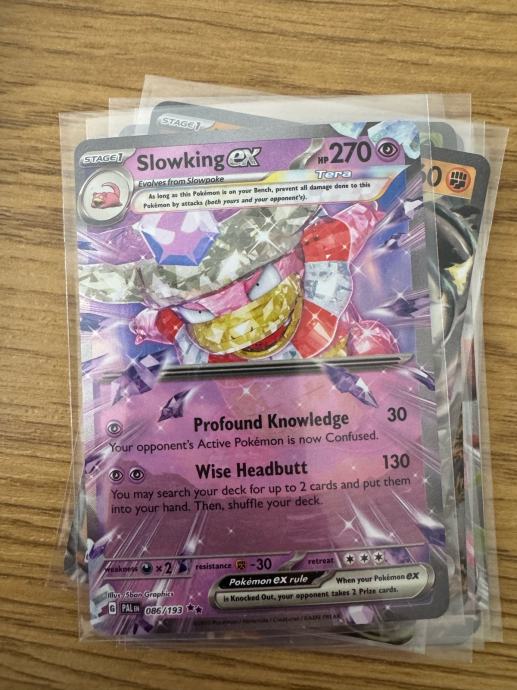 STAGE1
STAGE1 Slowking ex HP 270
Tera
Evolves from Slowpoke
As long as this Pokémon is on your Bench, prevent all damage done to this
Pokémon by attacks (both yours and your opponent's).
Profound Knowledge 30
Your opponent's Active Pokémon is now Confused.
Wise Headbutt 130
You may search your deck for up to 2 cards and put them
into your hand. Then, shuffle your deck.
weakness ×2 resistance -30 retreat
Pokémon ex rule When your Pokémon ex
is Knocked Out, your opponent takes 2 Prize cards.
Illus. 5ban Graphics
G PAL EN 086/193